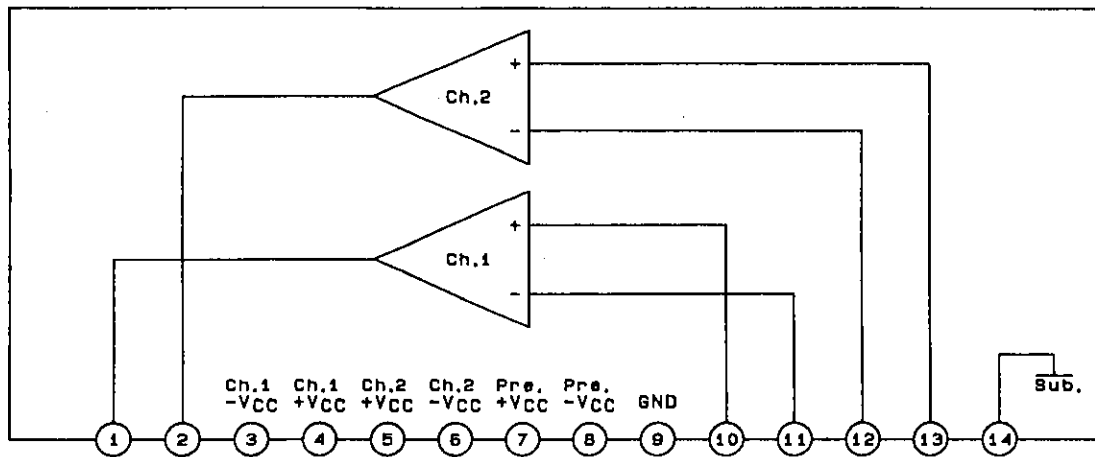 +
Ch.2
−
+
Ch.1
−
Ch.1 Ch.1 Ch.2 Ch.2 Pre. Pre.
-VCC +VCC +VCC -VCC +VCC -VCC GND Sub.
1 2 3 4 5 6 7 8 9 10 11 12 13 14